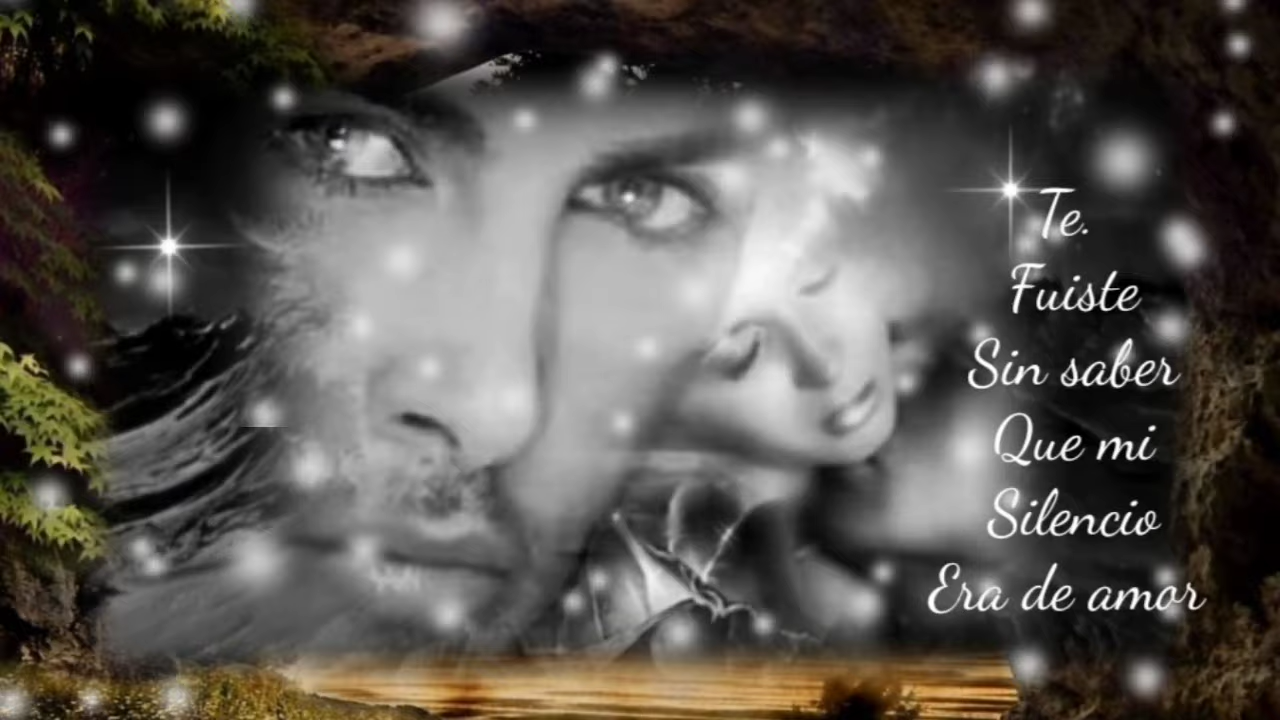 Te.
Fuiste
Sin saber
Que mi
Silencio
Era de amor